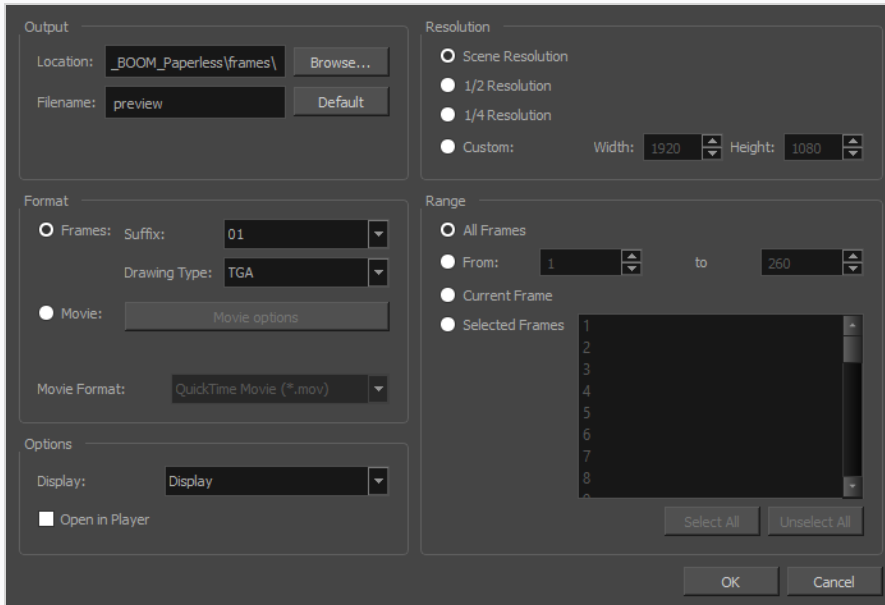 Output
Location: _BOOM_Paperless\frames\ Browse...
Filename: preview Default
Resolution
Scene Resolution
1/2 Resolution
1/4 Resolution
Custom: Width: 1920 Height: 1080
Format
Frames: Suffix: 01
Drawing Type: TGA
Movie: Movie options
Movie Format: QuickTime Movie (*.mov)
Range
All Frames
From: 1 to 260
Current Frame
Selected Frames
1
2
3
4
5
6
7
8
Select All Unselect All
Options
Display: Display
Open in Player
OK Cancel